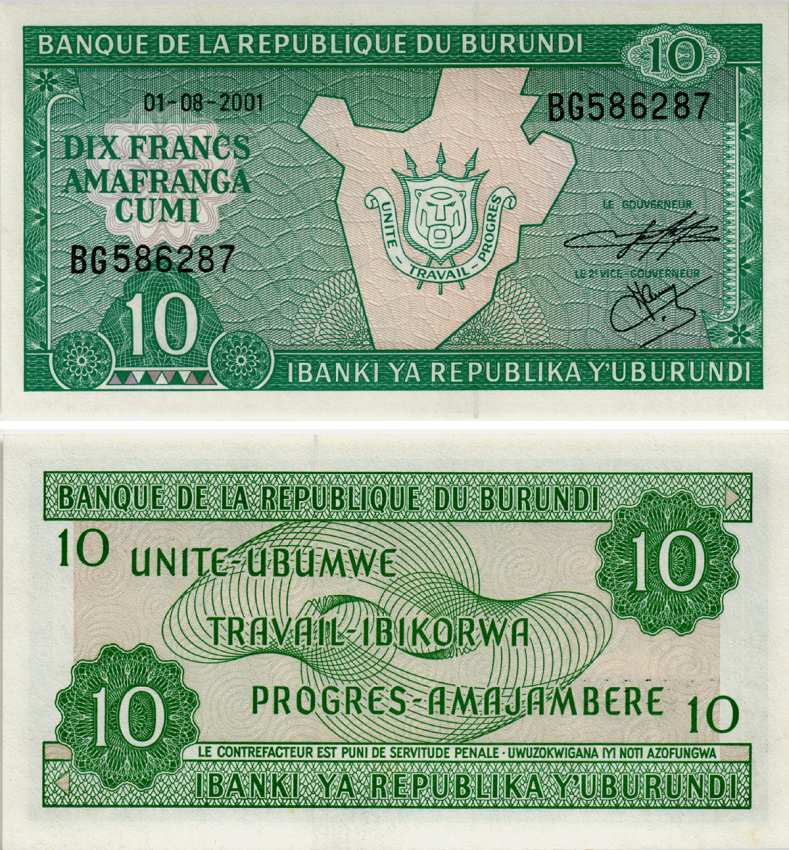 BANQUE DE LA REPUBLIQUE DU BURUNDI
10
01-08-2001
BG586287
DIX FRANCS
AMAFRANGA
CUMI
LE GOUVERNEUR
UNITE - TRAVAIL - PROGRES
BG586287
LE 2e VICE-GOUVERNEUR
10
IBANKI YA REPUBLIKA Y'UBURUNDI
BANQUE DE LA REPUBLIQUE DU BURUNDI
10
UNITE-UBUMWE
10
TRAVAIL-IBIKORWA
PROGRES-AMAJAMBERE
10
10
LE CONTREFACTEUR EST PUNI DE SERVITUDE PENALE · UWUZOKWIGANA IYI NOTI AZOFUNGWA
IBANKI YA REPUBLIKA Y'UBURUNDI